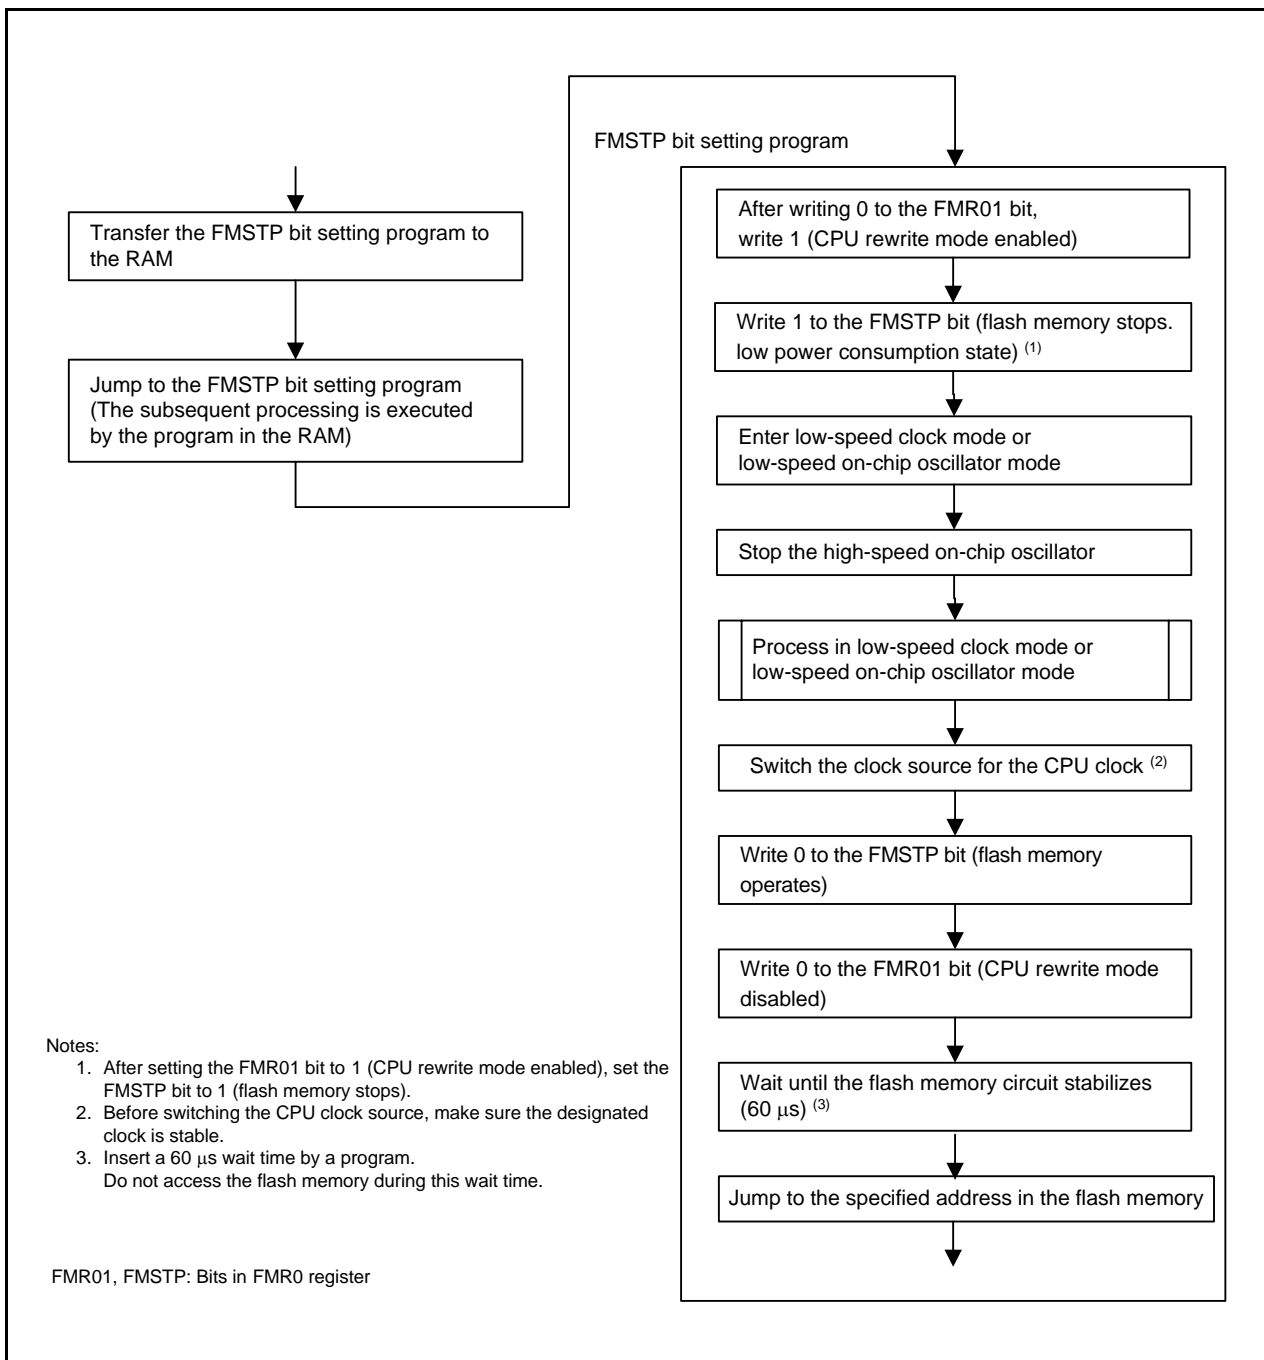 Transfer the FMSTP bit setting program to
the RAM
Jump to the FMSTP bit setting program
(The subsequent processing is executed
by the program in the RAM)
FMSTP bit setting program
After writing 0 to the FMR01 bit,
write 1 (CPU rewrite mode enabled)
Write 1 to the FMSTP bit (flash memory stops.
low power consumption state) (1)
Enter low-speed clock mode or
low-speed on-chip oscillator mode
Stop the high-speed on-chip oscillator
Process in low-speed clock mode or
low-speed on-chip oscillator mode
Switch the clock source for the CPU clock (2)
Write 0 to the FMSTP bit (flash memory
operates)
Write 0 to the FMR01 bit (CPU rewrite mode
disabled)
Wait until the flash memory circuit stabilizes
(60 μs) (3)
Jump to the specified address in the flash memory
Notes:
1. After setting the FMR01 bit to 1 (CPU rewrite mode enabled), set the
FMSTP bit to 1 (flash memory stops).
2. Before switching the CPU clock source, make sure the designated
clock is stable.
3. Insert a 60 μs wait time by a program.
Do not access the flash memory during this wait time.
FMR01, FMSTP: Bits in FMR0 register